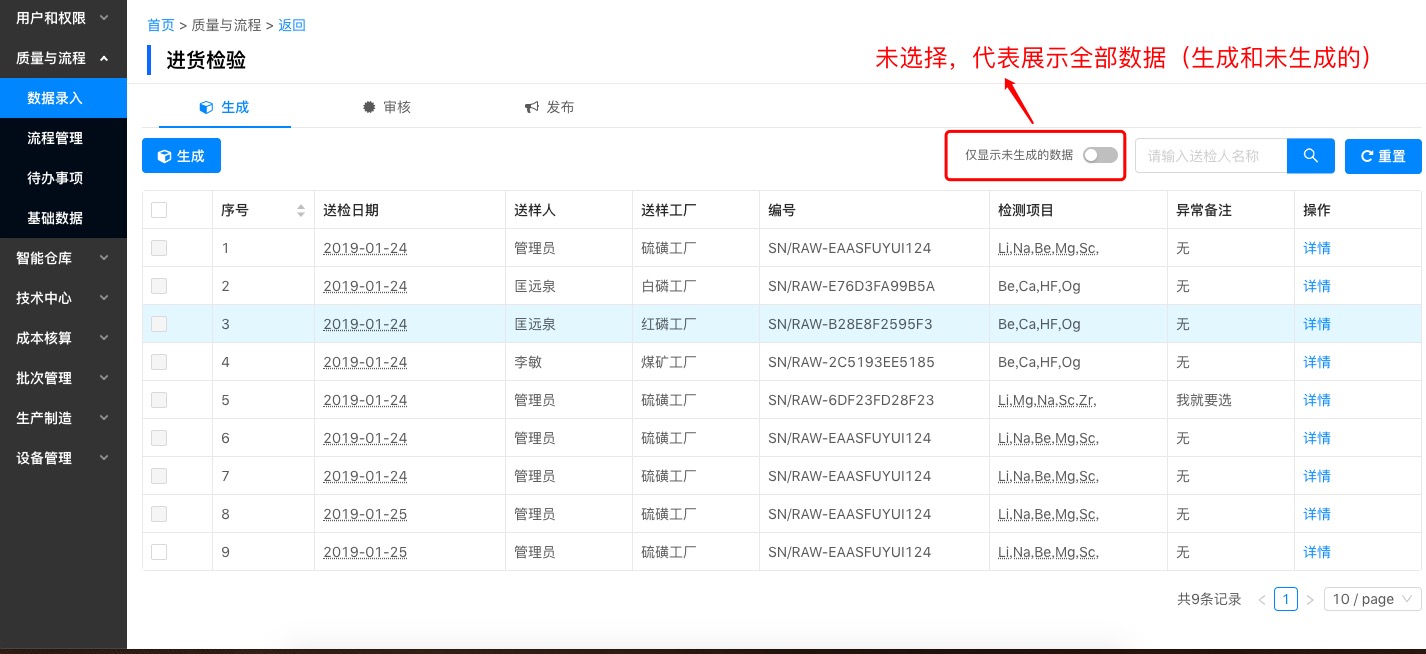 用户和权限
质量与流程
数据录入
流程管理
待办事项
基础数据
智能仓库
技术中心
成本核算
批次管理
生产制造
设备管理
首页 > 质量与流程 > 返回
进货检验
未选择，代表展示全部数据（生成和未生成的）
生成 审核 发布
生成 仅显示未生成的数据 请输入送检人名称 重置
序号 送检日期 送样人 送样工厂 编号 检测项目 异常备注 操作
1 2019-01-24 管理员 硫磺工厂 SN/RAW-EAASFUYUI124 Li,Na,Be,Mg,Sc, 无 详情
2 2019-01-24 匡远泉 白磷工厂 SN/RAW-E76D3FA99B5A Be,Ca,HF,Og 无 详情
3 2019-01-24 匡远泉 红磷工厂 SN/RAW-B28E8F2595F3 Be,Ca,HF,Og 无 详情
4 2019-01-24 李敏 煤矿工厂 SN/RAW-2C5193EE5185 Be,Ca,HF,Og 无 详情
5 2019-01-24 管理员 硫磺工厂 SN/RAW-6DF23FD28F23 Li,Mg,Na,Sc,Zr, 我就要选 详情
6 2019-01-24 管理员 硫磺工厂 SN/RAW-EAASFUYUI124 Li,Na,Be,Mg,Sc, 无 详情
7 2019-01-24 管理员 硫磺工厂 SN/RAW-EAASFUYUI124 Li,Na,Be,Mg,Sc, 无 详情
8 2019-01-25 管理员 硫磺工厂 SN/RAW-EAASFUYUI124 Li,Na,Be,Mg,Sc, 无 详情
9 2019-01-25 管理员 硫磺工厂 SN/RAW-EAASFUYUI124 Li,Na,Be,Mg,Sc, 无 详情
共9条记录 < 1 > 10 / page